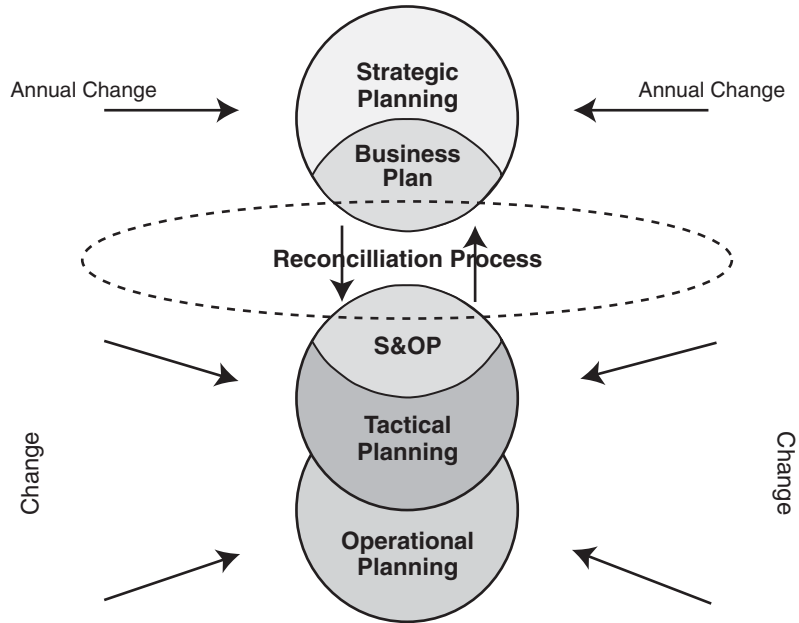 Strategic
Planning
Annual Change
Annual Change
Business
Plan
Reconcilliation Process
S&OP
Tactical
Planning
Change
Change
Operational
Planning